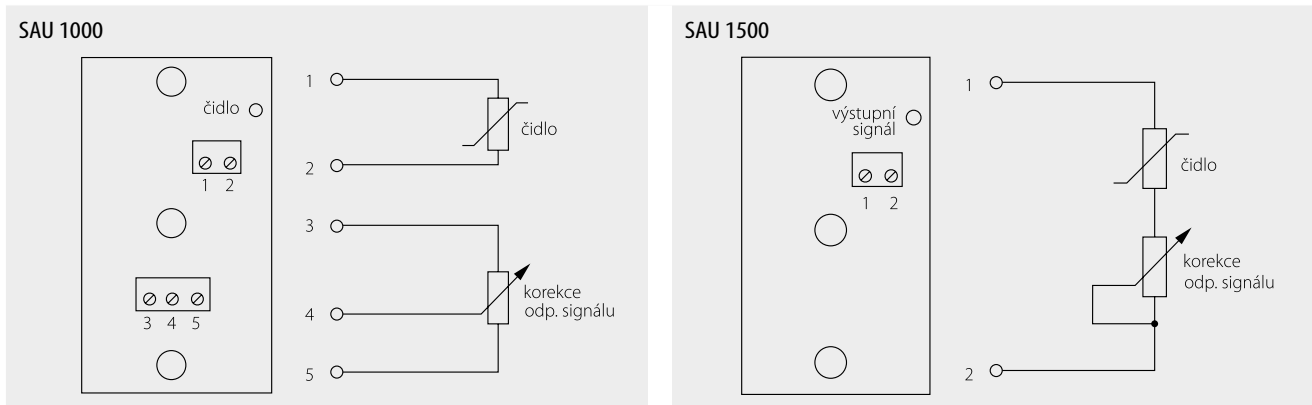 SAU 1000
čidlo
1 2
3 4 5
1
čidlo
2
3
korekce
odp. signálu
4
5
SAU 1500
výstupní
signál
1 2
1
čidlo
korekce
odp. signálu
2